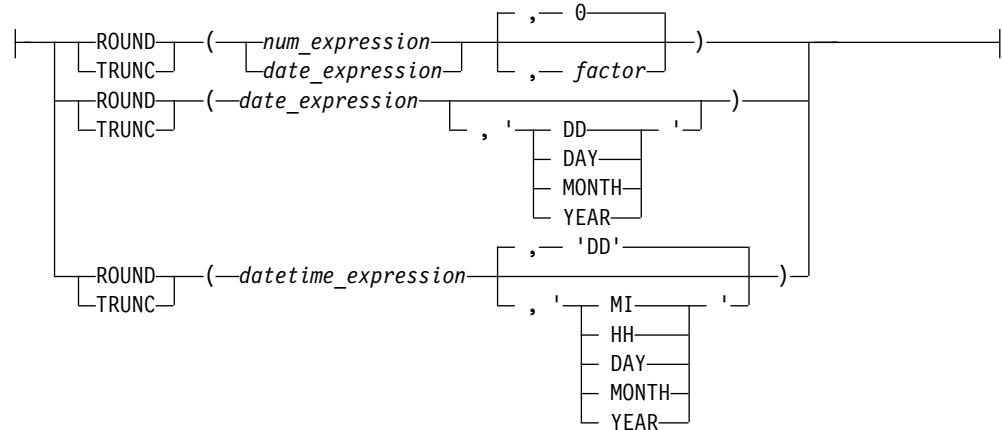 , 0
ROUND ( num_expression )
TRUNC date_expression , factor
ROUND ( date_expression )
TRUNC , ' DD '
DAY
MONTH
YEAR
, 'DD'
ROUND ( datetime_expression )
TRUNC , ' MI '
HH
DAY
MONTH
YEAR